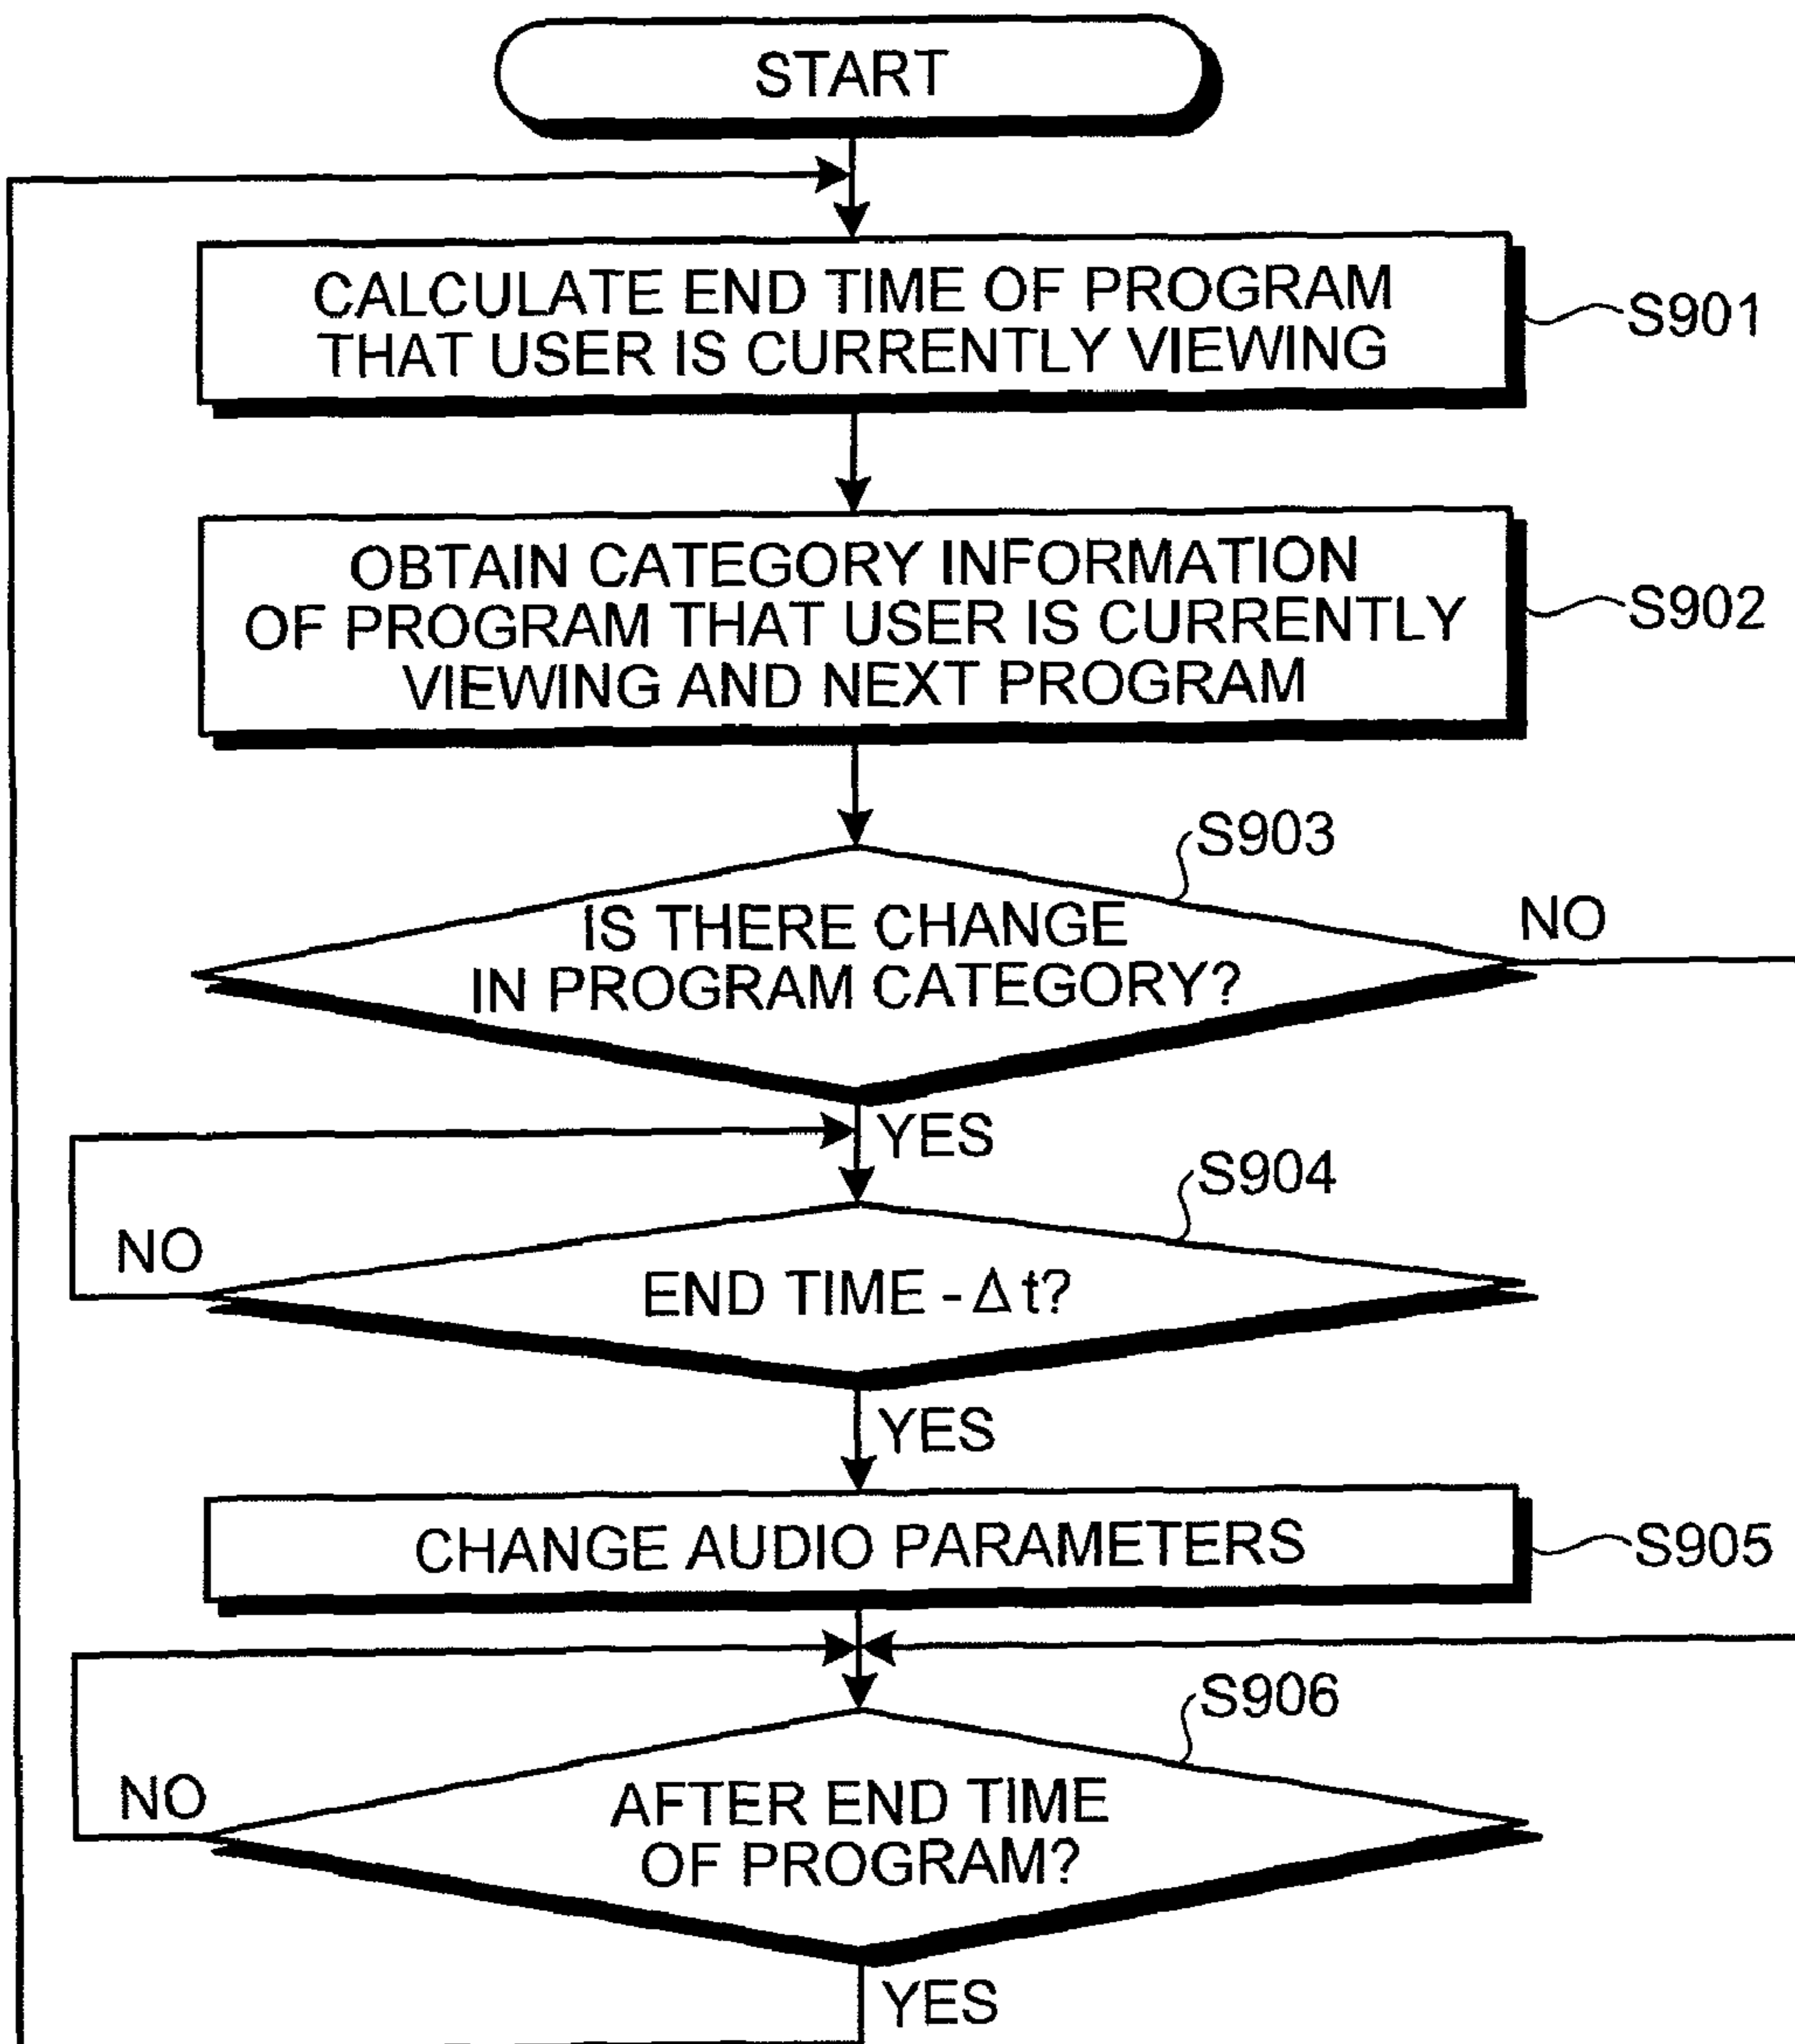 START
CALCULATE END TIME OF PROGRAM
THAT USER IS CURRENTLY VIEWING
S901
OBTAIN CATEGORY INFORMATION
OF PROGRAM THAT USER IS CURRENTLY
VIEWING AND NEXT PROGRAM
S902
S903
IS THERE CHANGE
IN PROGRAM CATEGORY?
NO
YES
S904
NO
END TIME - Δt?
YES
CHANGE AUDIO PARAMETERS
S905
S906
NO
AFTER END TIME
OF PROGRAM?
YES